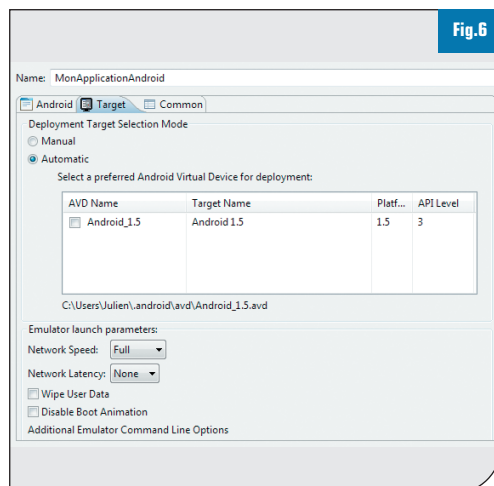 Fig.6
Name: MonApplicationAndroid
Android Target Common
Deployment Target Selection Mode
Manual
Automatic
Select a preferred Android Virtual Device for deployment:
AVD Name Target Name Platf... API Level
Android_1.5 Android 1.5 1.5 3
C:\Users\Julien\.android\avd\Android_1.5.avd
Emulator launch parameters:
Network Speed: Full
Network Latency: None
Wipe User Data
Disable Boot Animation
Additional Emulator Command Line Options